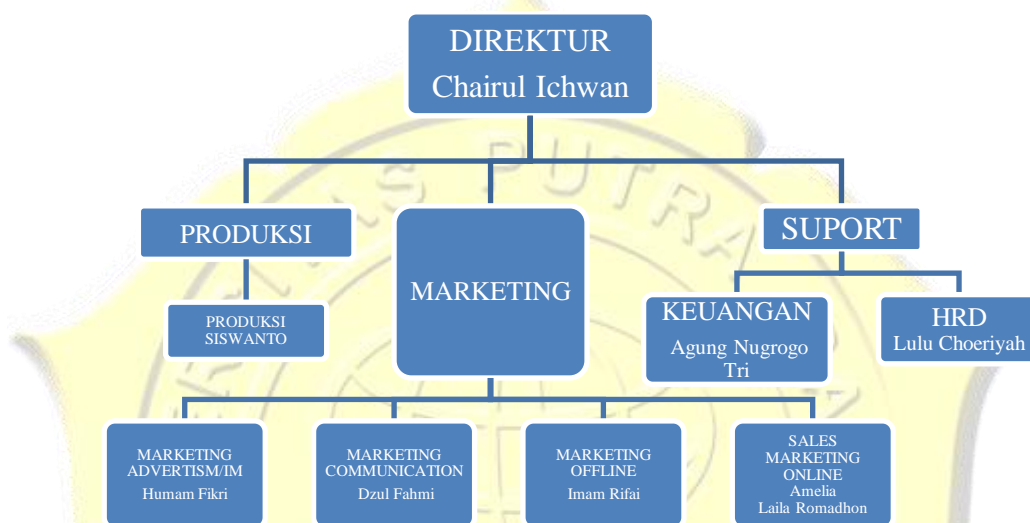 DIREKTUR
Chairul Ichwan
PRODUKSI
MARKETING
SUPORT
PRODUKSI
SISWANTO
KEUANGAN
Agung Nugrogo
Tri
HRD
Lulu Choeriyah
MARKETING
ADVERTISM/IM
Humam Fikri
MARKETING
COMMUNICATION
Dzul Fahmi
MARKETING
OFFLINE
Imam Rifai
SALES
MARKETING
ONLINE
Amelia
Laila Romadhon